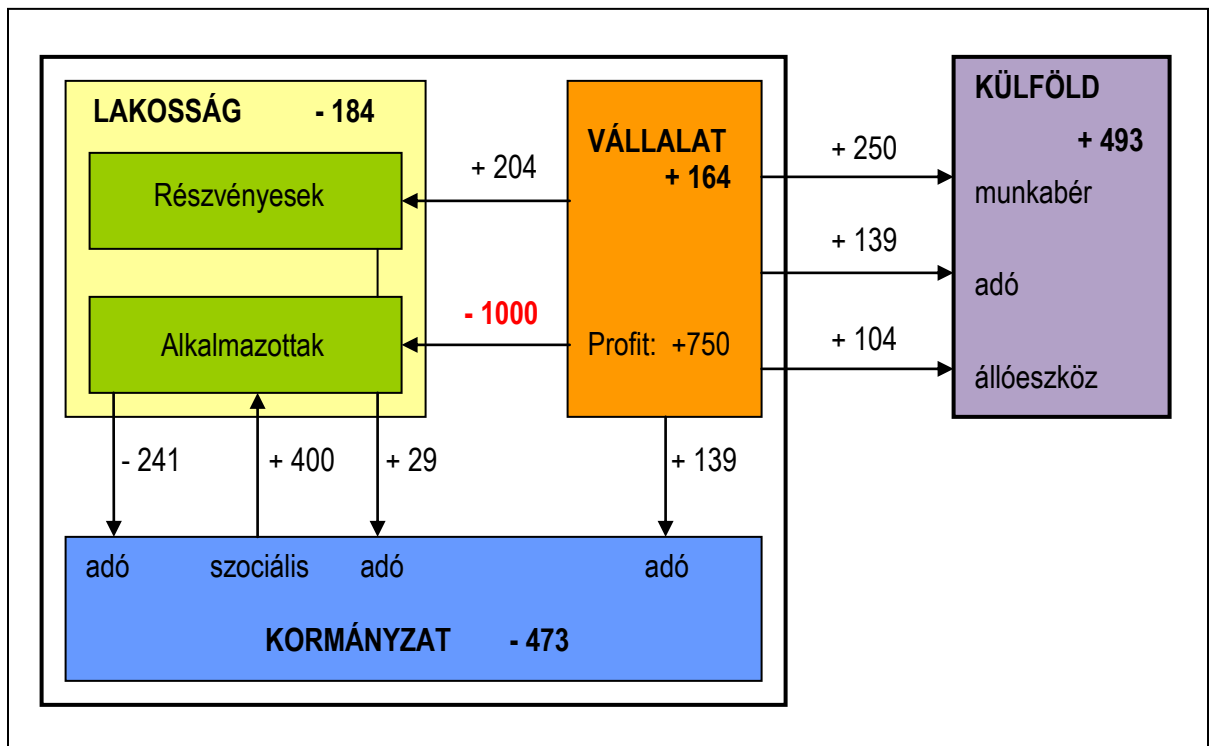 LAKOSSÁG - 184
Részvényesek
Alkalmazottak
+ 204
- 1000
VÁLLALAT
+ 164
Profit: +750
+ 250
+ 139
+ 104
KÜLFÖLD
+ 493
munkabér
adó
állóeszköz
- 241
+ 400
+ 29
+ 139
adó
szociális
adó
adó
KORMÁNYZAT - 473